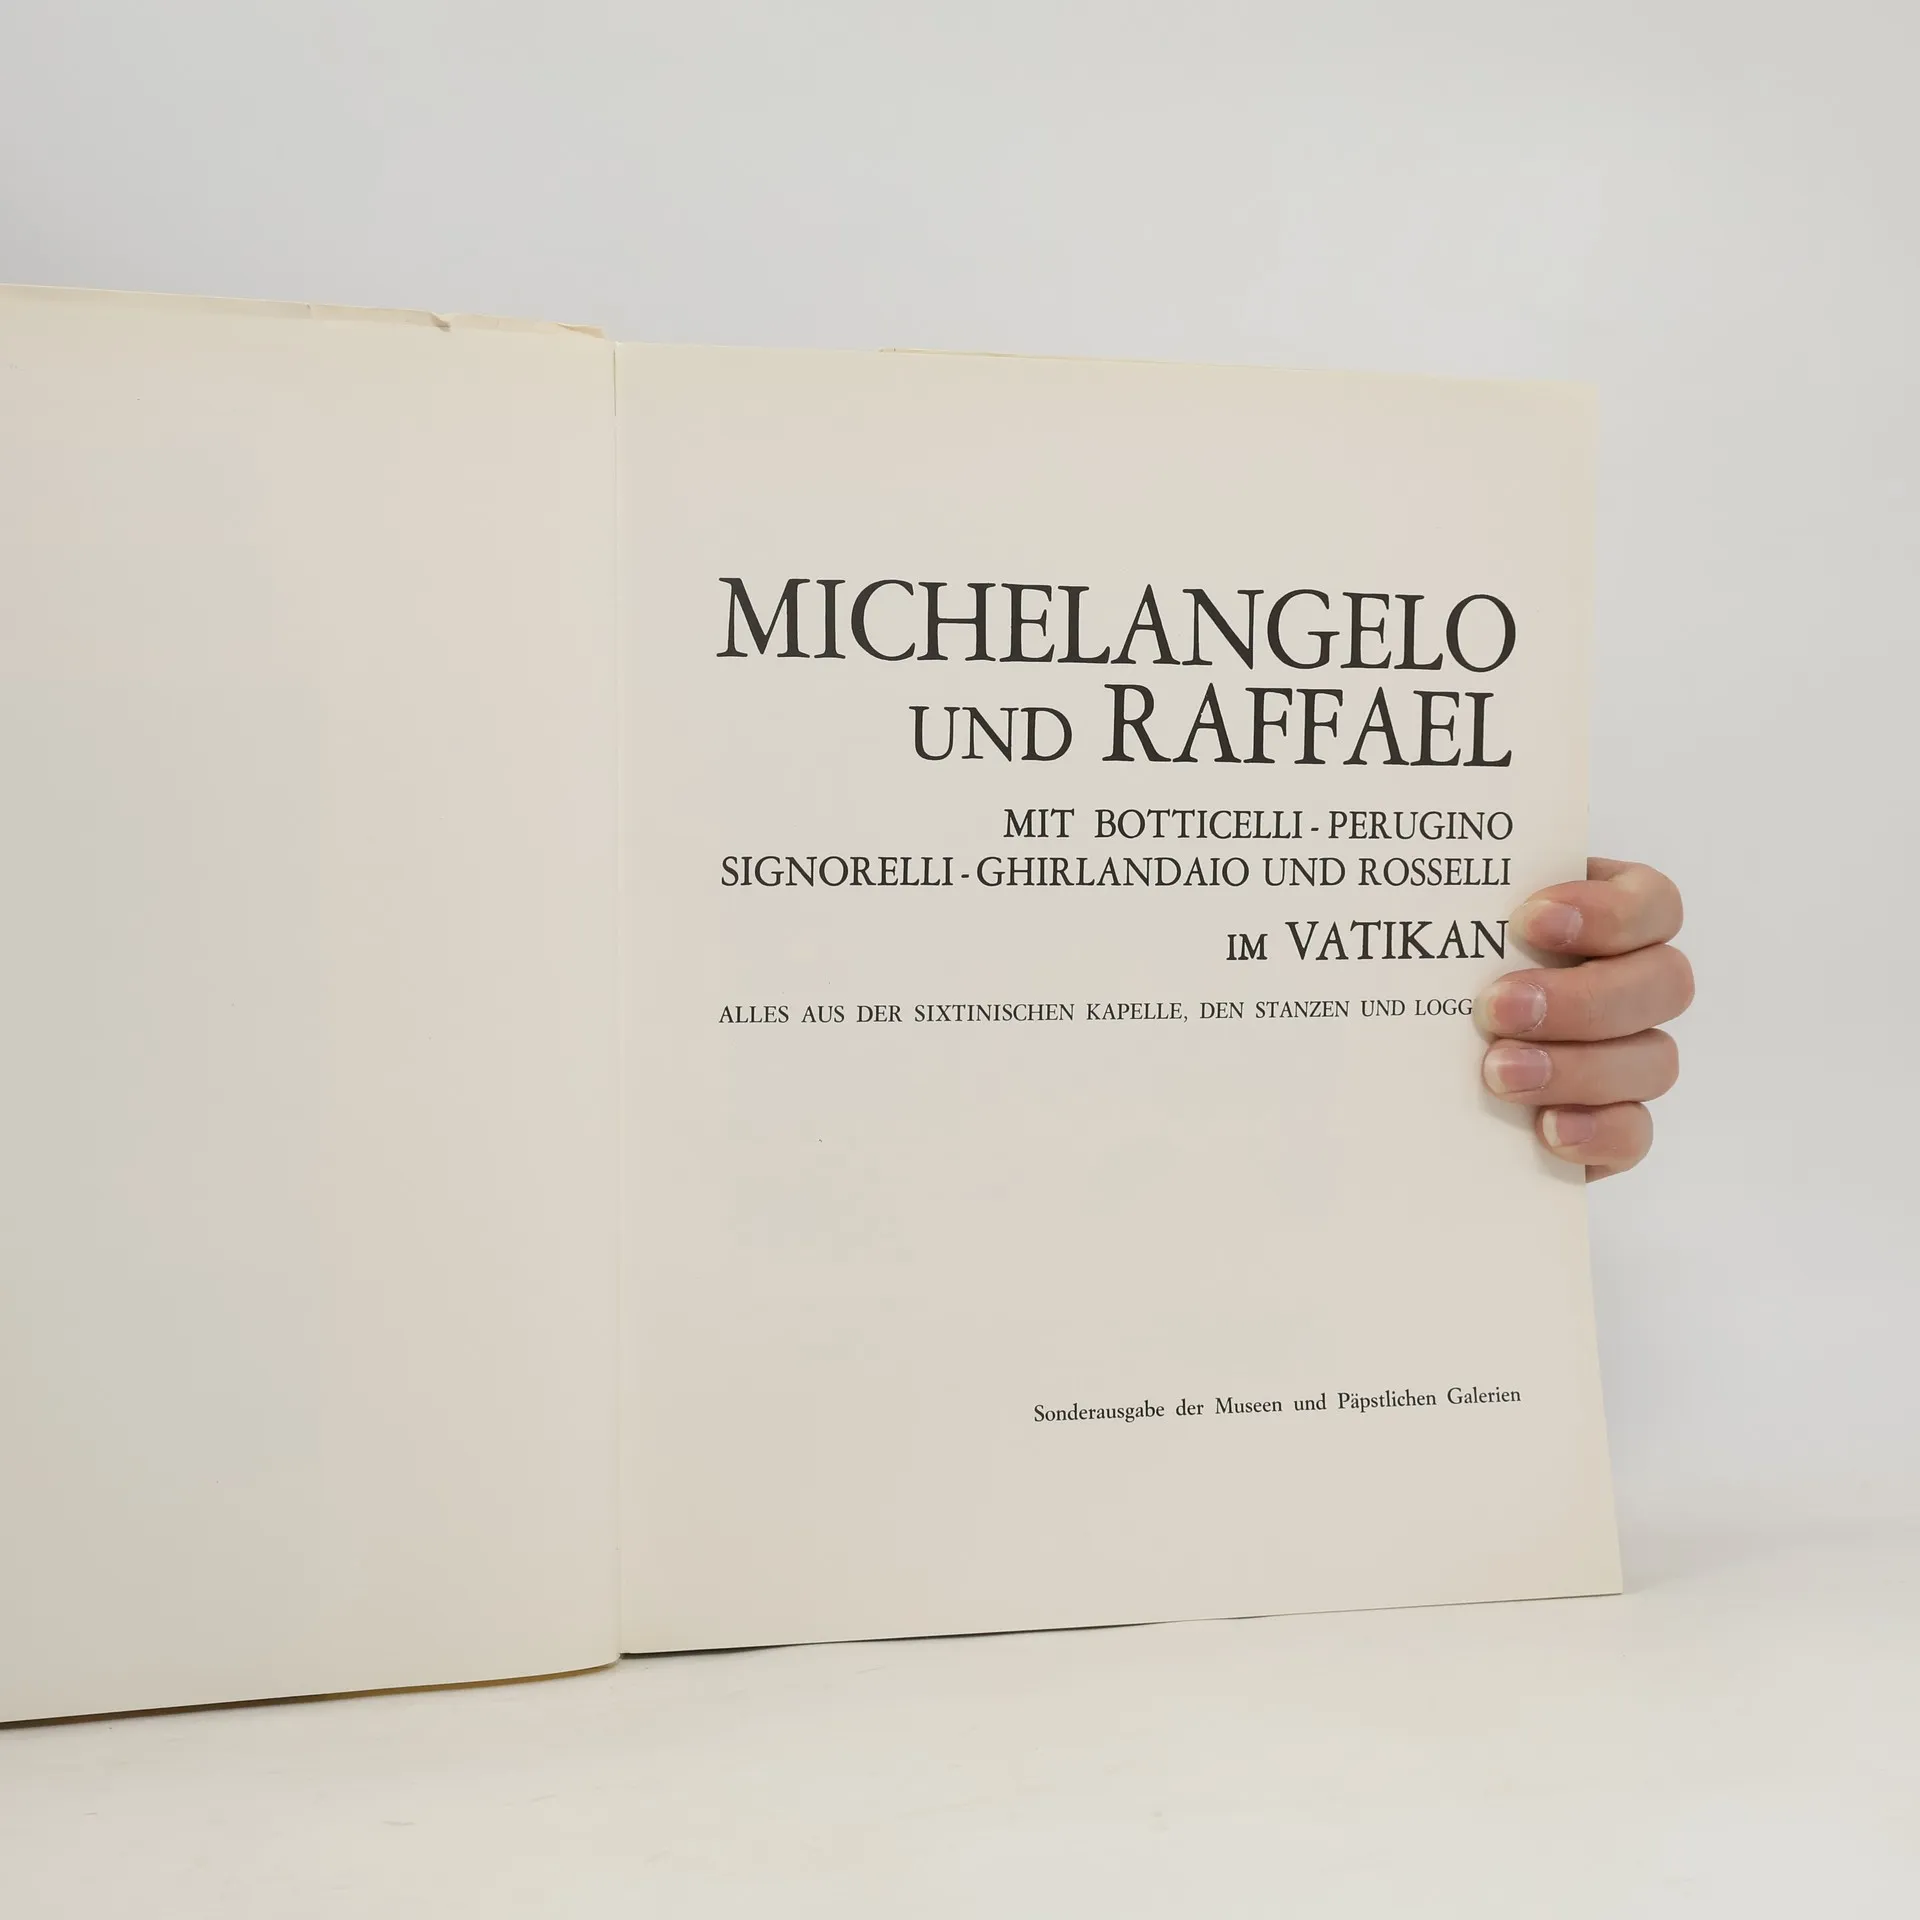 MICHELANGELO
UND RAFFAEL
MIT BOTTICELLI - PERUGINO
SIGNORELLI - GHIRLANDAIO UND ROSSELLI
IM VATIKAN
ALLES AUS DER SIXTINISCHEN KAPELLE, DEN STANZEN UND
Sonderausgabe der Museen und Päpstlichen Galerien